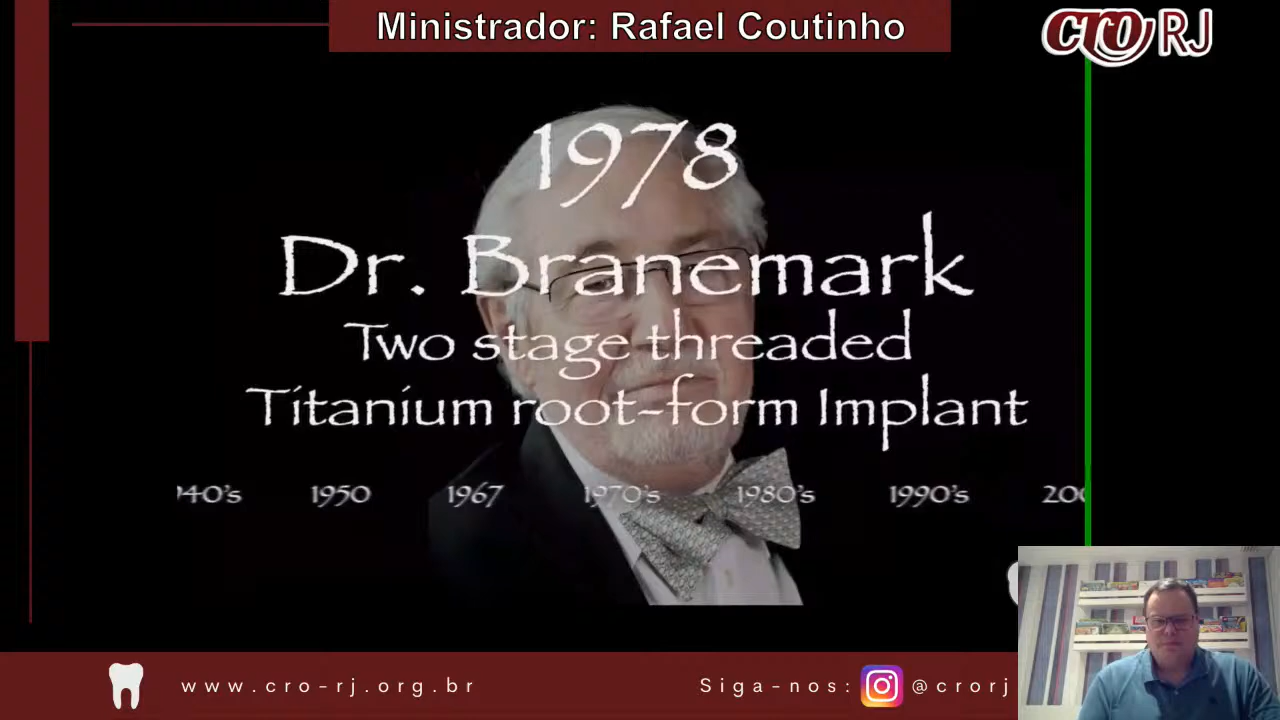 Ministrador: Rafael Coutinho
CRO RJ
1978
Dr. Branemark
Two stage threaded
Titanium root-form Implant
1950 1967 1970's 1980's 1990's
www.cro-rj.org.br
Siga-nos: @crorj